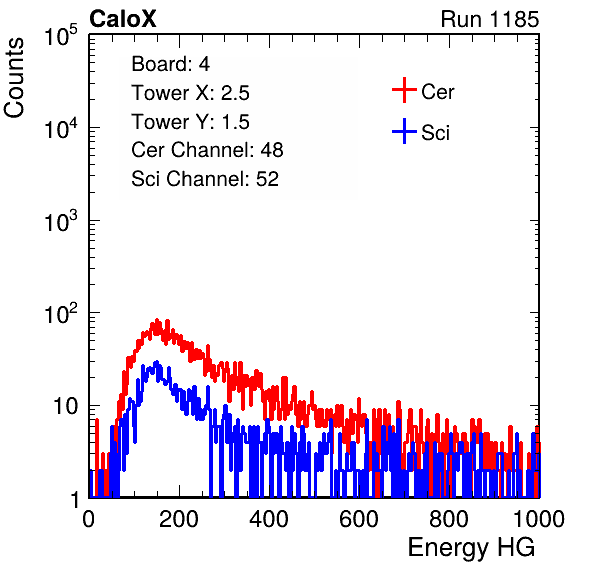 CaloX Run 1185
Counts
Board: 4
Tower X: 2.5
Tower Y: 1.5
Cer Channel: 48
Sci Channel: 52
Cer
Sci
10^5
10^4
10^3
10^2
10
1
0 200 400 600 800 1000
Energy HG